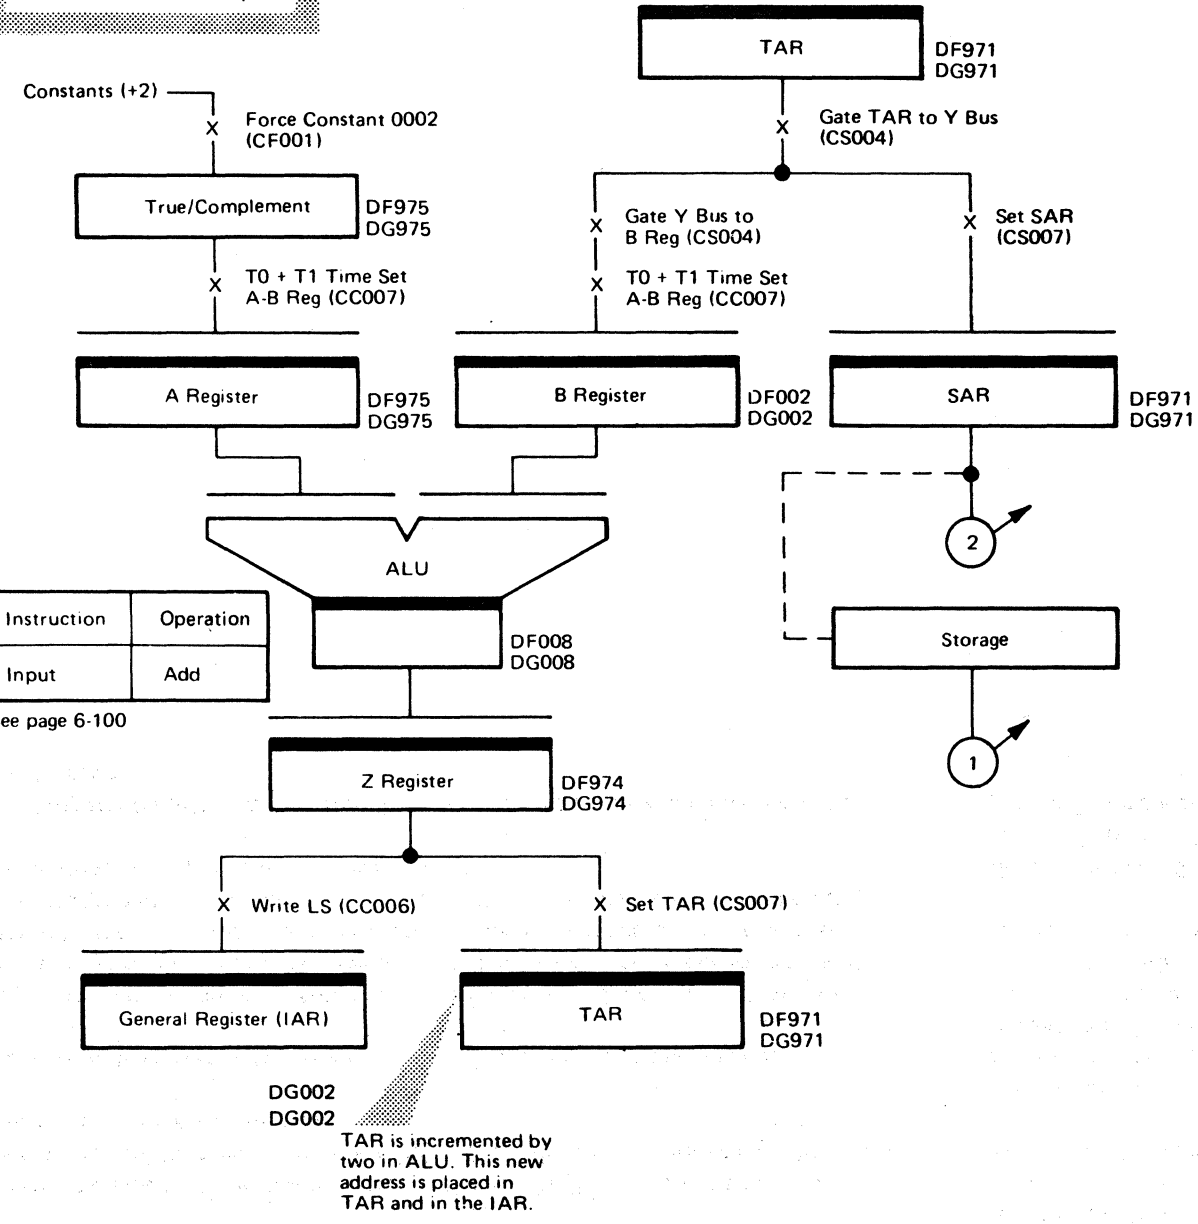 TAR
DF971
DG971
Constants (+2)
Force Constant 0002
(CF001)
Gate TAR to Y Bus
(CS004)
True/Complement
DF975
DG975
Gate Y Bus to
B Reg (CS004)
Set SAR
(CS007)
T0 + T1 Time Set
A-B Reg (CC007)
T0 + T1 Time Set
A-B Reg (CC007)
A Register
DF975
DG975
B Register
DF002
DG002
SAR
DF971
DG971
ALU
2
Instruction
Operation
Input
Add
ee page 6-100
DF008
DG008
Storage
1
Z Register
DF974
DG974
Write LS (CC006)
Set TAR (CS007)
General Register (IAR)
TAR
DF971
DG971
DG002
DG002
TAR is incremented by
two in ALU. This new
address is placed in
TAR and in the IAR.